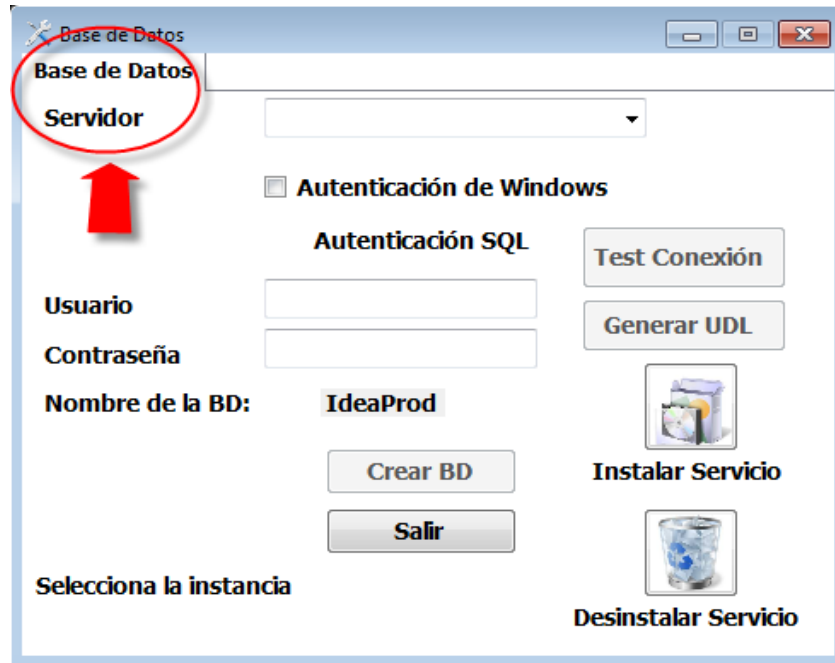 Base de Datos
Base de Datos
Servidor
Autenticación de Windows
Autenticación SQL
Test Conexión
Usuario
Generar UDL
Contraseña
Nombre de la BD: IdeaProd
Crear BD
Instalar Servicio
Salir
Selecciona la instancia
Desinstalar Servicio